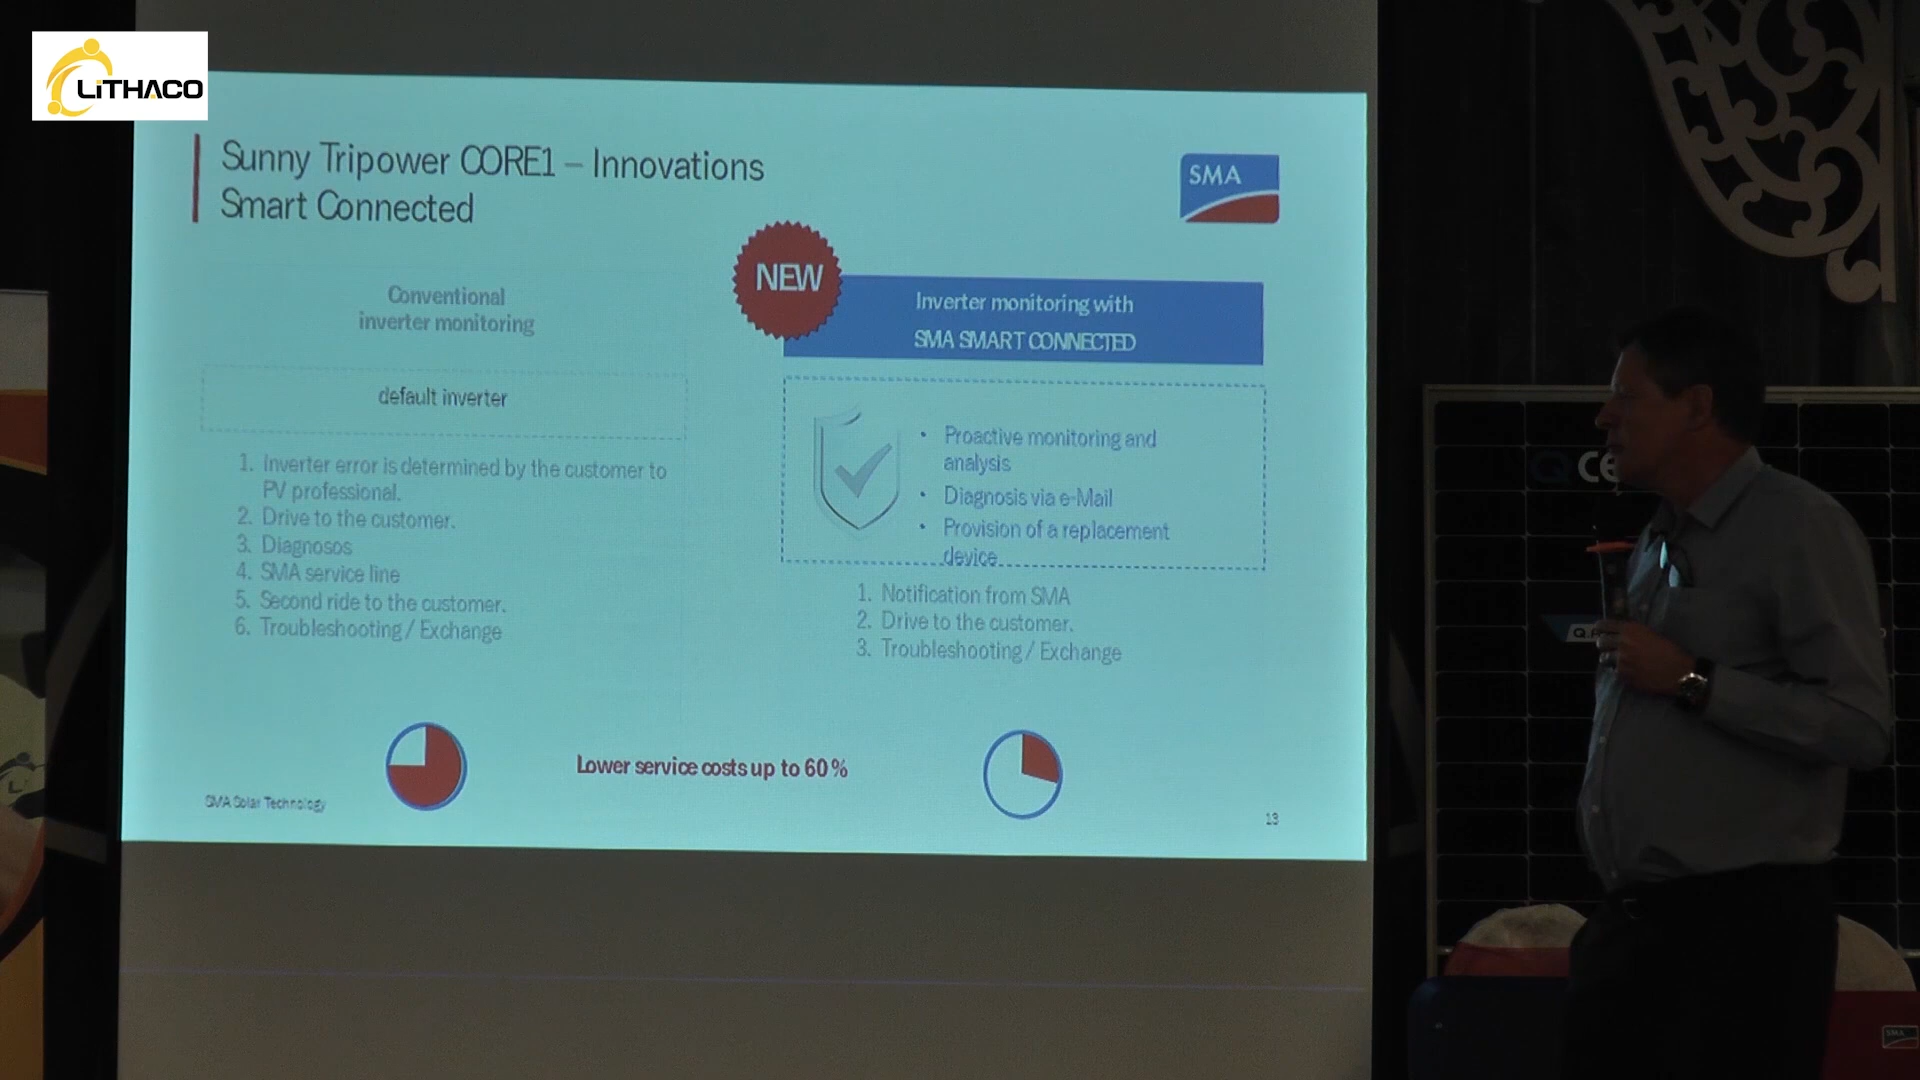 LiTHACO
Sunny Tripower CORE1 – Innovations
Smart Connected
SMA
NEW
Conventional
inverter monitoring
default inverter
1. Inverter error is determined by the customer to
PV professional.
2. Drive to the customer.
3. Diagnosos
4. SMA service line
5. Second ride to the customer.
6. Troubleshooting / Exchange
Inverter monitoring with
SMA SMART CONNECTED
• Proactive monitoring and
analysis
• Diagnosis via e-Mail
• Provision of a replacement
device
1. Notification from SMA
2. Drive to the customer.
3. Troubleshooting / Exchange
Lower service costs up to 60 %
SMA Solar Technology
13
SMA